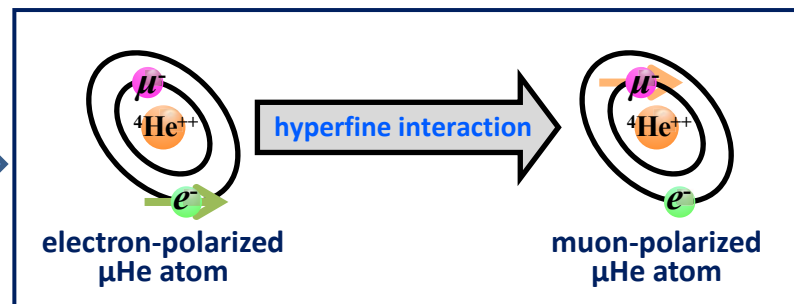 μ⁻
⁴He⁺⁺
e⁻
electron-polarized
μHe atom
hyperfine interaction
μ⁻
⁴He⁺⁺
e⁻
muon-polarized
μHe atom